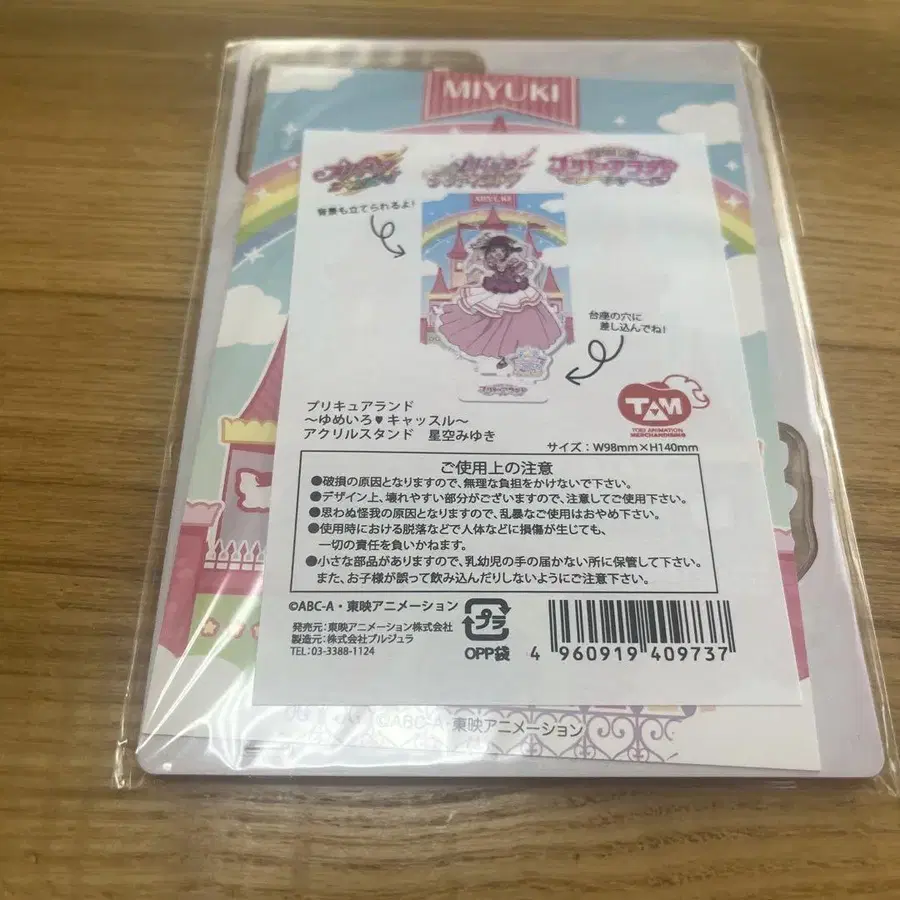 MIYUKI
背景も立てられるよ!
MIYUKI
台座の穴に
差し込んでね!
TAM
TOEI ANIMATION
MERCHANDISING
プリキュアランド
〜ゆめいろ♥キャッスル〜
アクリルスタンド 星空みゆき
サイズ:W98mm×H140mm
ご使用上の注意
●破損の原因となりますので、無理な負担をかけないで下さい。
●デザイン上、壊れやすい部分がございますので、注意してご使用下さい。
●思わぬ怪我の原因となりますので、乱暴なご使用はおやめ下さい。
●使用時における脱落などで人体などに損傷が生じても、
一切の責任を負いかねます。
●小さな部品がありますので、乳幼児の手の届かない所に保管して下さい。
また、お子様が誤って飲み込んだりしないようにご注意下さい。
©ABC-A・東映アニメーション
発売元:東映アニメーション株式会社
製造元:株式会社プルジュラ
TEL:03-3388-1124
プラ
OPP袋
4 960919 409737
©ABC-A・東映アニメーション